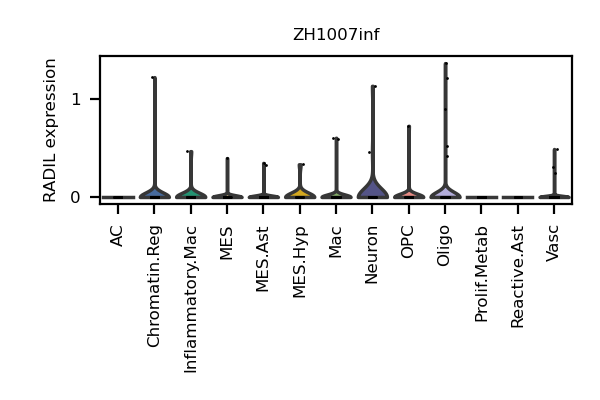 ZH1007inf
RADIL expression
1
0
AC
Chromatin.Reg
Inflammatory.Mac
MES
MES.Ast
MES.Hyp
Mac
Neuron
OPC
Oligo
Prolif.Metab
Reactive.Ast
Vasc